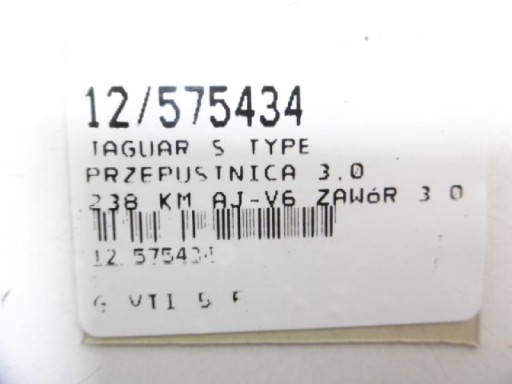 12/575434
JAGUAR S TYPE
PRZEPUSTNICA 3.0
238 KM AJ-V6 ZAWóR 3 0
12 575434